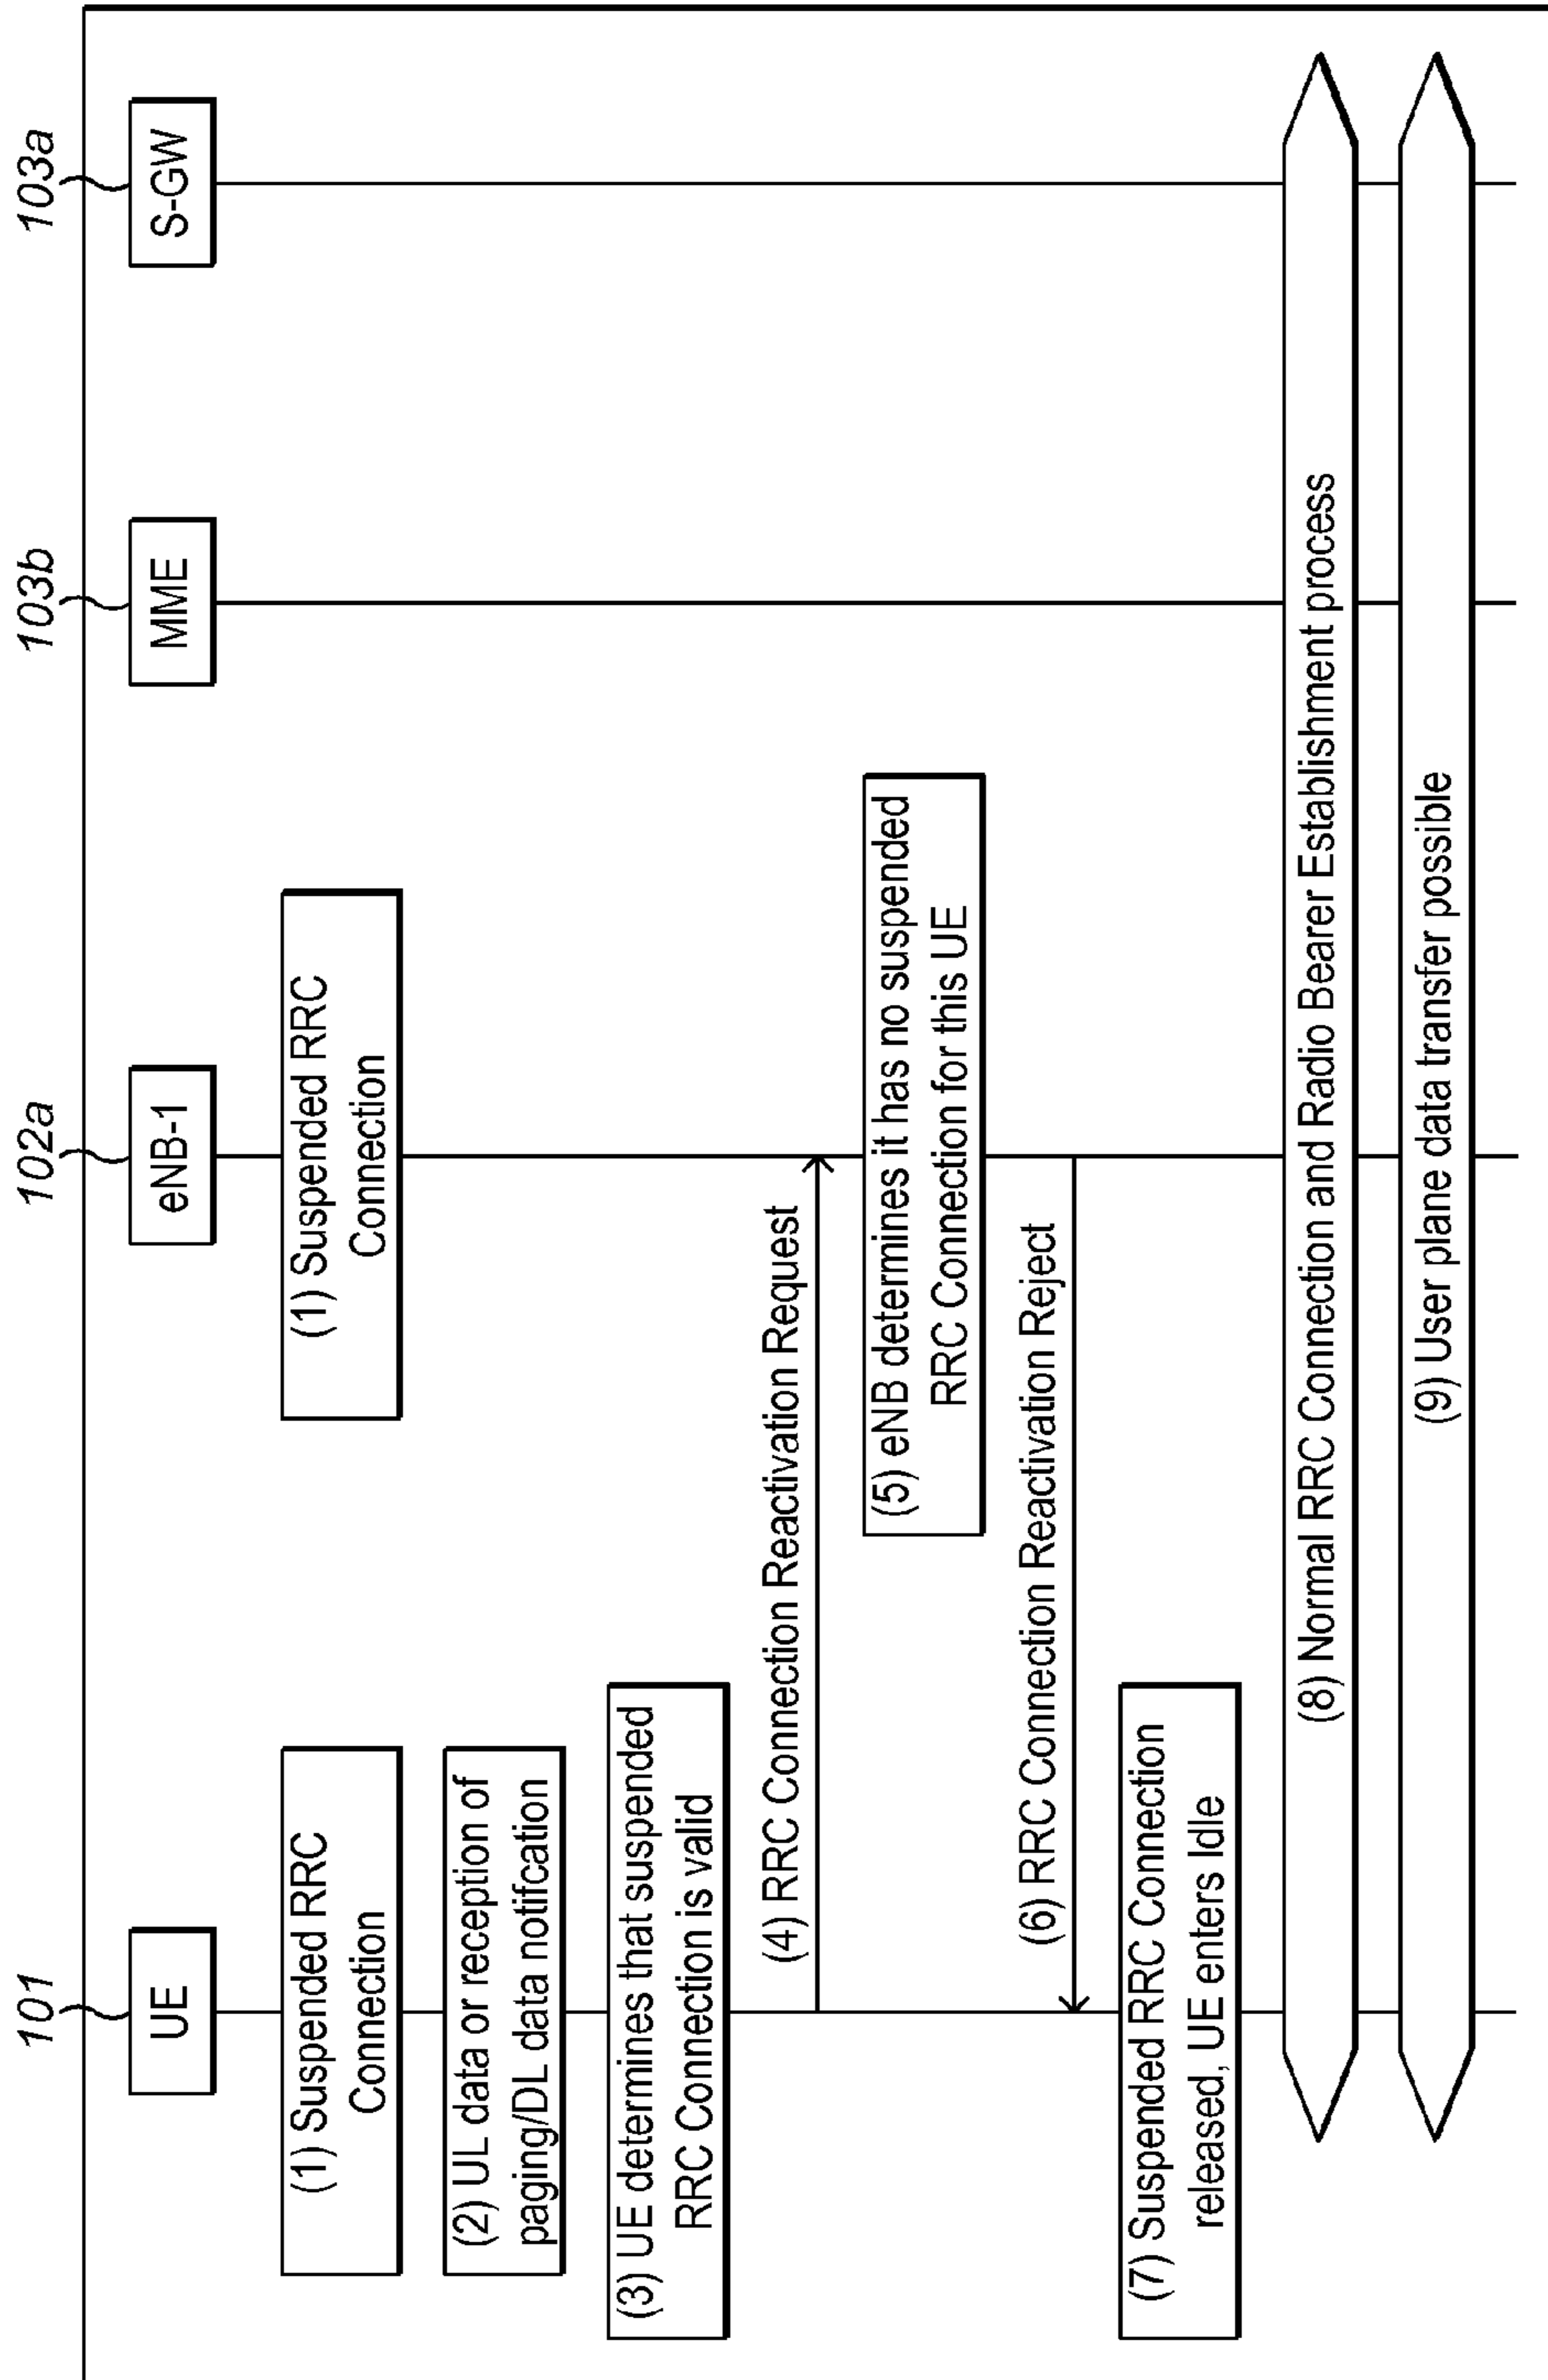 101
102a
103b
103a
UE
eNB-1
MME
S-GW
(1) Suspended RRC
Connection
(1) Suspended RRC
Connection
(2) UL data or reception of
paging/DL data notifcation
(3) UE determines that suspended
RRC Connection is valid
(4) RRC Connection Reactivation Request
(5) eNB determines it has no suspended
RRC Connection for this UE
(6) RRC Connection Reactivation Reject
(7) Suspended RRC Connection
released, UE enters Idle
(8) Normal RRC Connection and Radio Bearer Establishment process
(9) User plane data transfer possible